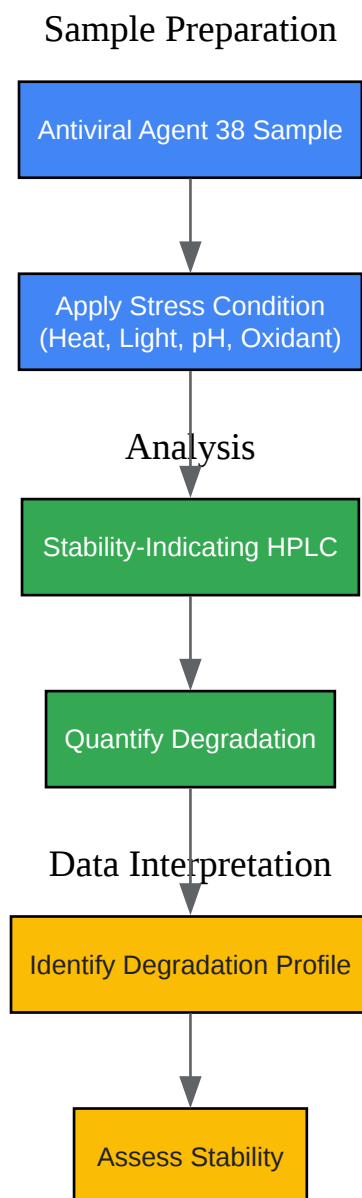 Sample Preparation
Antiviral Agent 38 Sample
Apply Stress Condition
(Heat, Light, pH, Oxidant)
Analysis
Stability-Indicating HPLC
Quantify Degradation
Data Interpretation
Identify Degradation Profile
Assess Stability